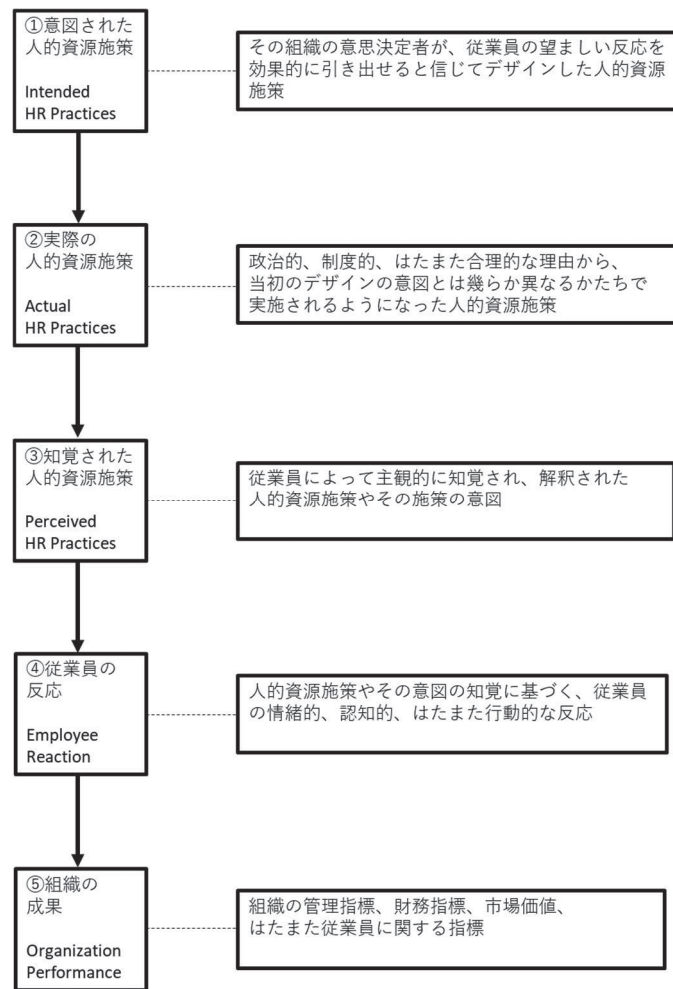 ①意図された
人的資源施策
Intended
HR Practices
その組織の意思決定者が、従業員の望ましい反応を
効果的に引き出せると信じてデザインした人的資源
施策
②実際の
人的資源施策
Actual
HR Practices
政治的、制度的、はたまた合理的な理由から、
当初のデザインの意図とは幾らか異なるかたちで
実施されるようになった人的資源施策
③知覚された
人的資源施策
Perceived
HR Practices
従業員によって主観的に知覚され、解釈された
人的資源施策やその施策の意図
④従業員の
反応
Employee
Reaction
人的資源施策やその意図の知覚に基づく、従業員
の情緒的、認知的、はたまた行動的な反応
⑤組織の
成果
Organization
Performance
組織の管理指標、財務指標、市場価値、
はたまた従業員に関する指標